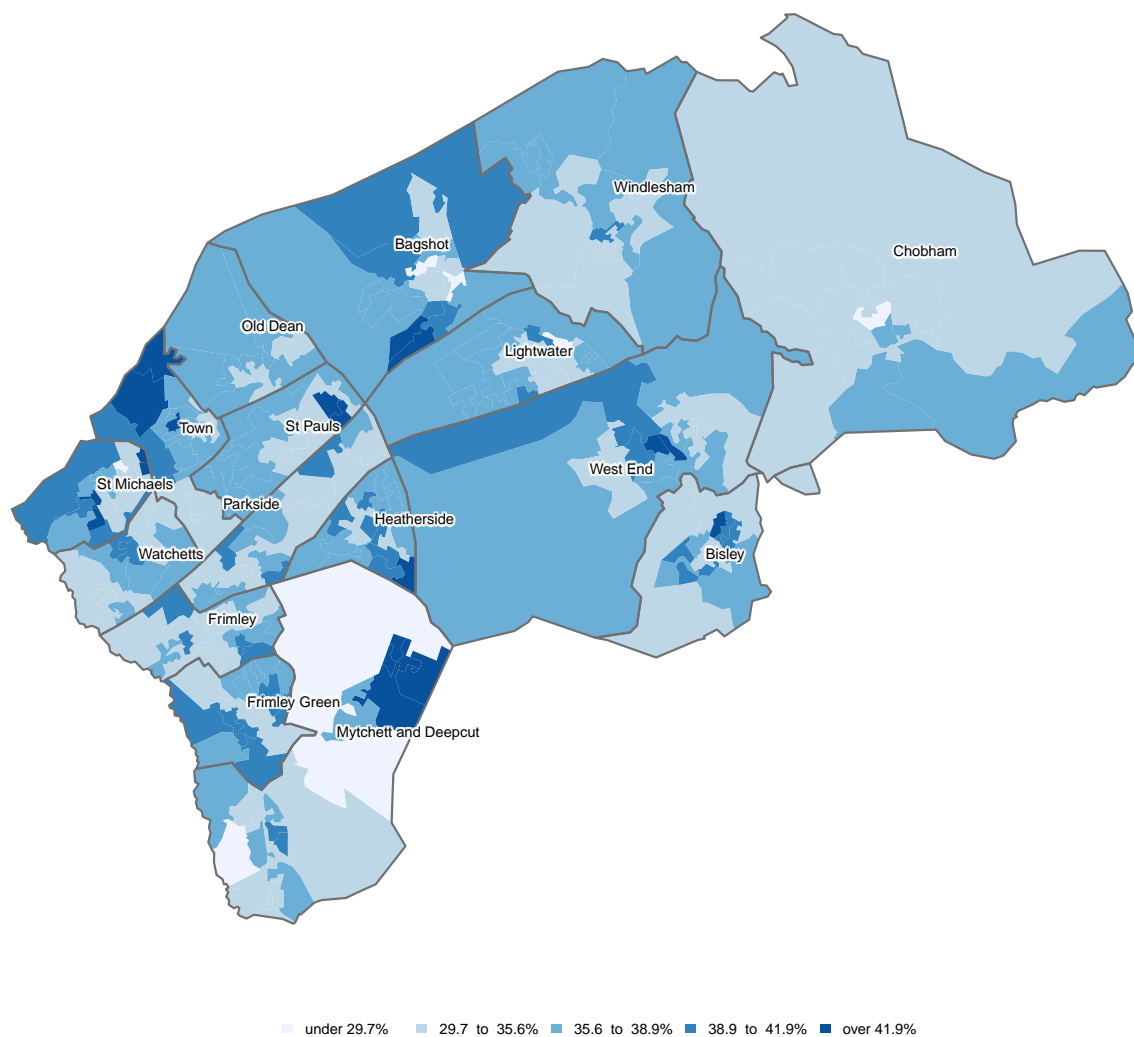 Windlesham
Bagshot
Chobham
Old Dean
Lightwater
Town
St Pauls
West End
St Michaels
Parkside
Heatherside
Watchetts
Bisley
Frimley
Frimley Green
Mytchett and Deepcut
under 29.7% 29.7 to 35.6% 35.6 to 38.9% 38.9 to 41.9% over 41.9%